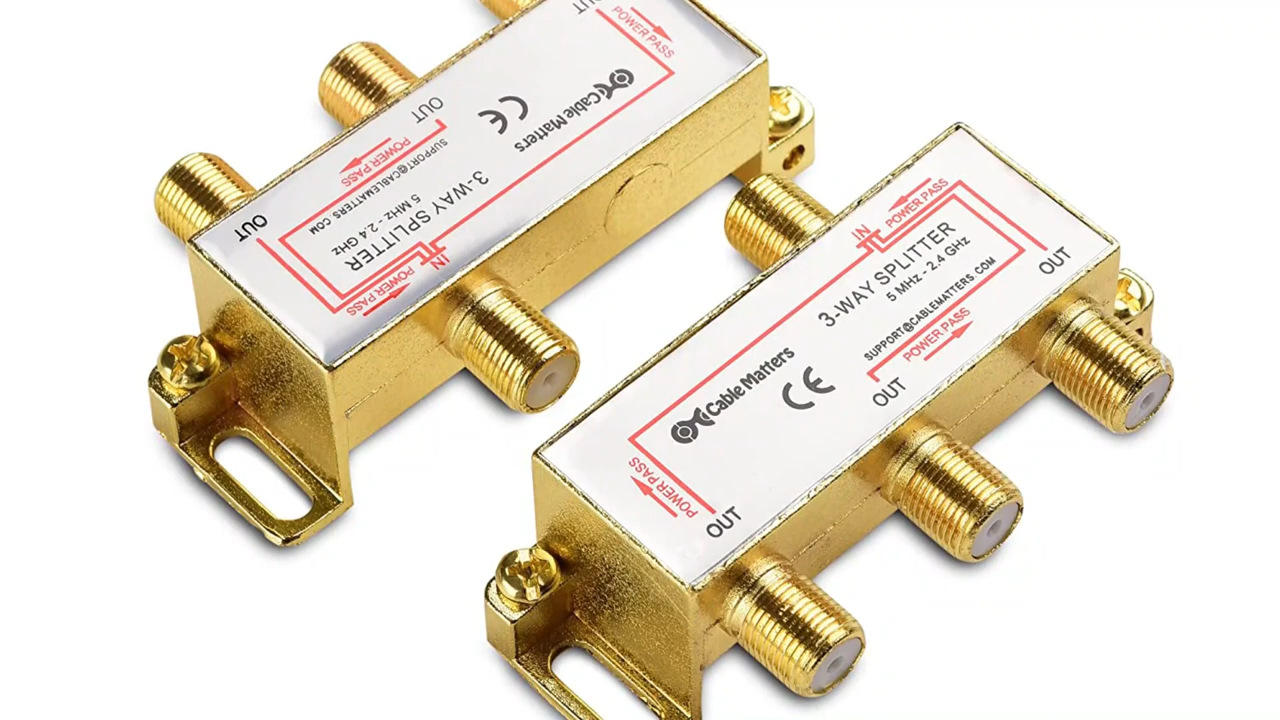 OUT
POWER PASS
Cable Matters
CE
OUT
POWER PASS
SUPPORT@CABLEMATTERS.COM
3-WAY SPLITTER
5 MHZ - 2.4 GHZ
OUT
IN
POWER PASS
POWER PASS
IN
3-WAY SPLITTER
5 MHz - 2.4 GHz
SUPPORT@CABLEMATTERS.COM
OUT
POWER PASS
OUT
Cable Matters
CE
POWER PASS
OUT